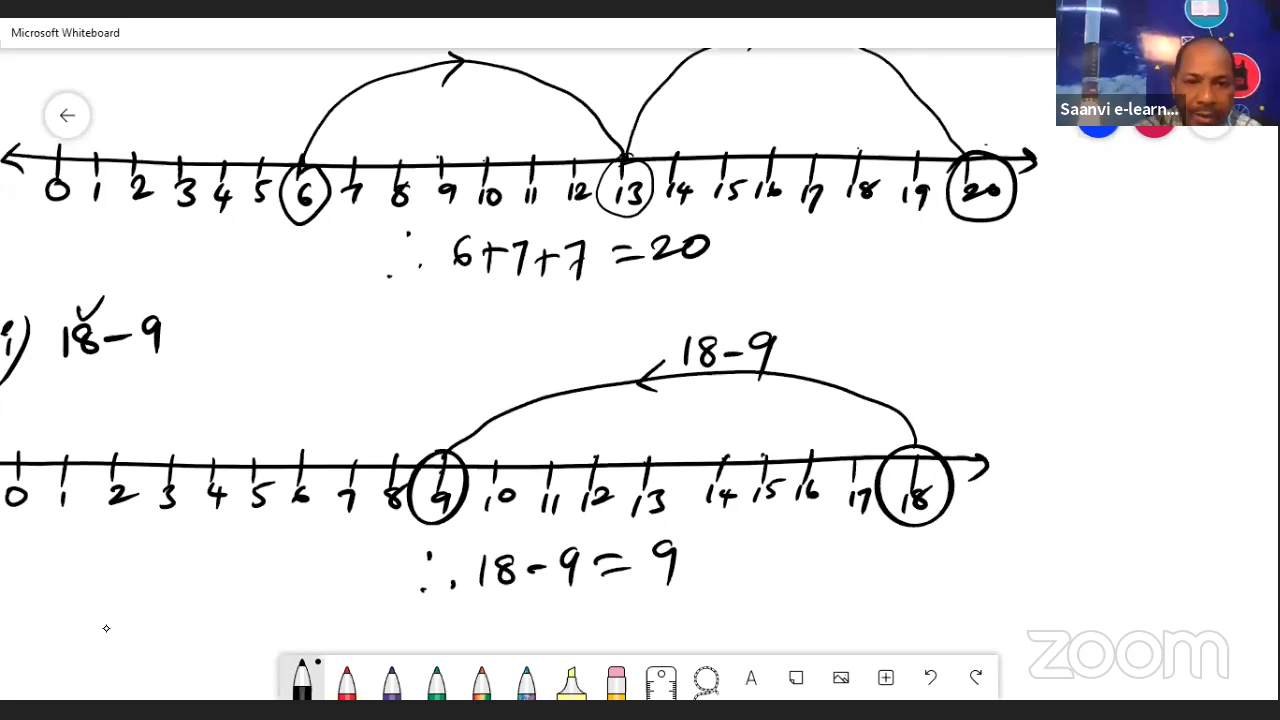 Microsoft Whiteboard
Saanvi e-learn...
0 1 2 3 4 5 6 7 8 9 10 11 12 13 14 15 16 17 18 19 20
∴ 6+7+7 =20
i) 18-9
18-9
0 1 2 3 4 5 6 7 8 9 10 11 12 13 14 15 16 17 18
∴ 18-9= 9
A
zoom